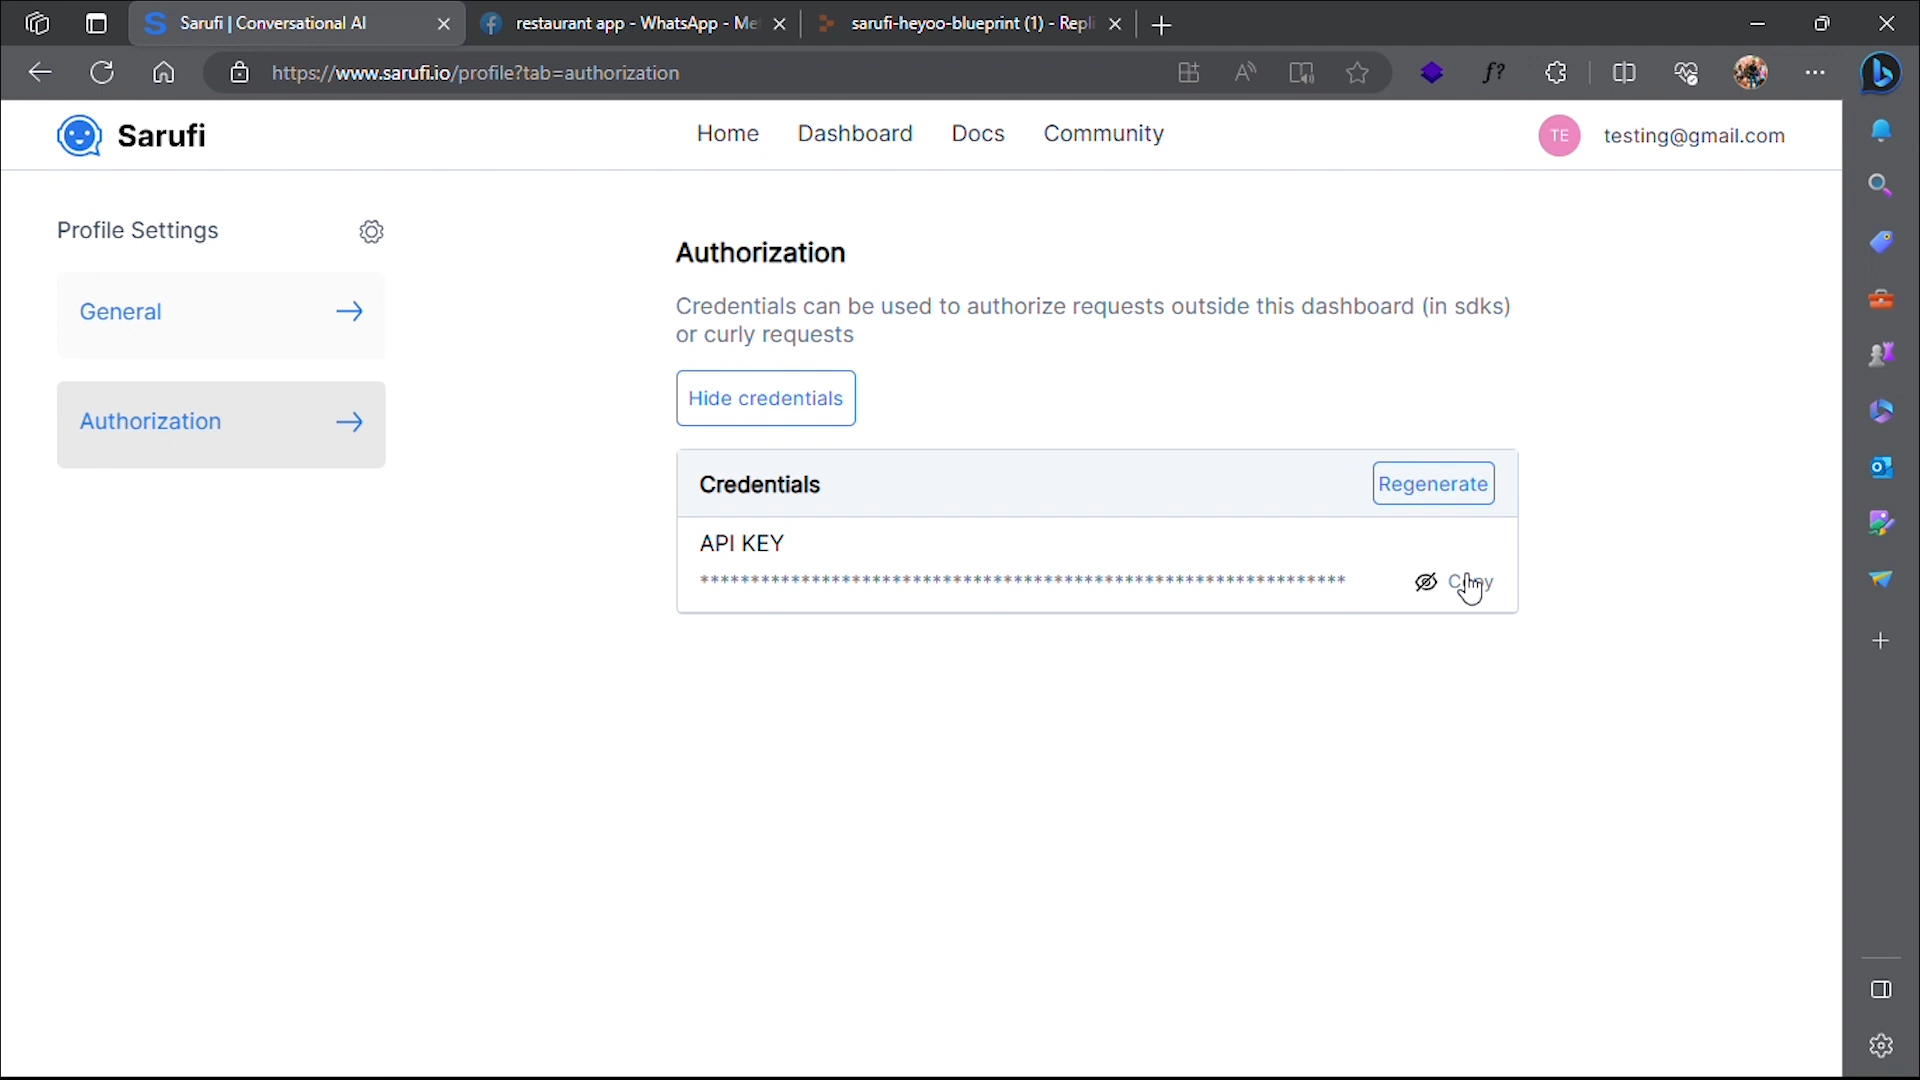 Sarufi | Conversational AI
restaurant app - WhatsApp - Me
sarufi-heyoo-blueprint (1) - Repli
https://www.sarufi.io/profile?tab=authorization
Sarufi
Home
Dashboard
Docs
Community
TE
testing@gmail.com
Profile Settings
General
Authorization
Authorization
Credentials can be used to authorize requests outside this dashboard (in sdks)
or curly requests
Hide credentials
Credentials
Regenerate
API KEY
****************************************************************